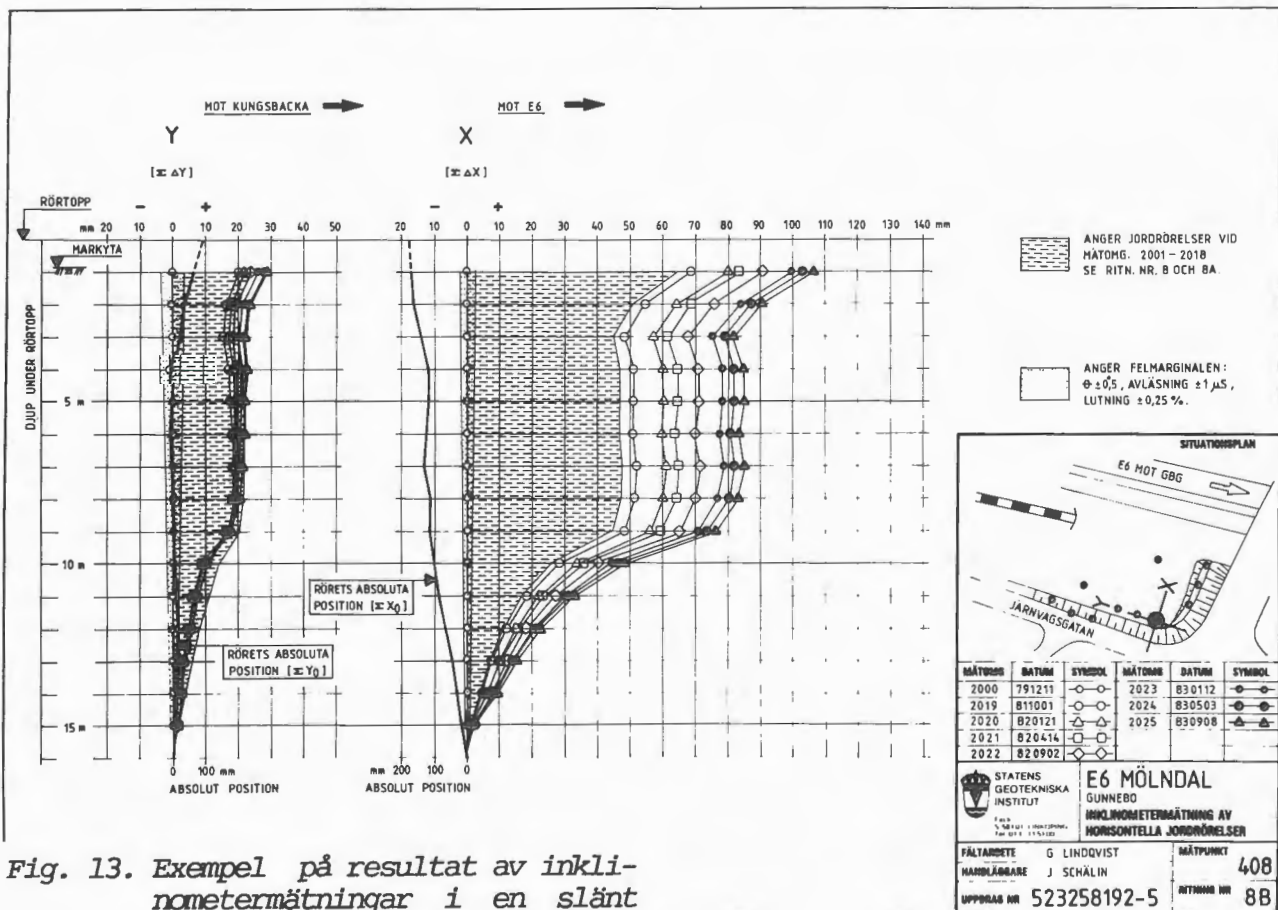 MOT KUNGSBACKA
MOT E6
Y
X
[Σ ΔY]
[Σ ΔX]
RÖRTOPP
- +
- +
mm 20 10 0 10 20 30 40 50
20 10 0 10 20 30 40 50 60 70 80 90 100 110 120 130 140 mm
MARKYTA
DJUP UNDER RÖRTOPP
5 m
10 m
15 m
RÖRETS ABSOLUTA
POSITION [Σ X0]
RÖRETS ABSOLUTA
POSITION [Σ Y0]
0 100 mm
ABSOLUT POSITION
mm 200 100 0
ABSOLUT POSITION
ANGER JORDRÖRELSER VID
MÄTOMG. 2001 - 2018
SE RITN. NR. 8 OCH 8A.
ANGER FELMARGINALEN:
θ ±0,5, AVLÄSNING ±1 μS,
LUTNING ±0,25 %.
SITUATIONSPLAN
E6 MOT GBG
X
Y
JÄRNVÄGSGATAN
MÄTOMG DATUM SYMBOL MÄTOMG DATUM SYMBOL
2000 791211 2023 830112
2019 811001 2024 830503
2020 820121 2025 830908
2021 820414
2022 820902
STATENS
GEOTEKNISKA
INSTITUT
E6 MÖLNDAL
GUNNEBO
INKLINOMETERMÄTNING AV
HORISONTELLA JORDRÖRELSER
FÄLTARBETE G LINDQVIST
HANDLÄGGARE J SCHÄLIN
UPPDRAG NR 523258192-5
MÄTPUNKT
408
RITNING NR
8B
Fig. 13. Exempel på resultat av inkli-
nometermätningar i en slänt